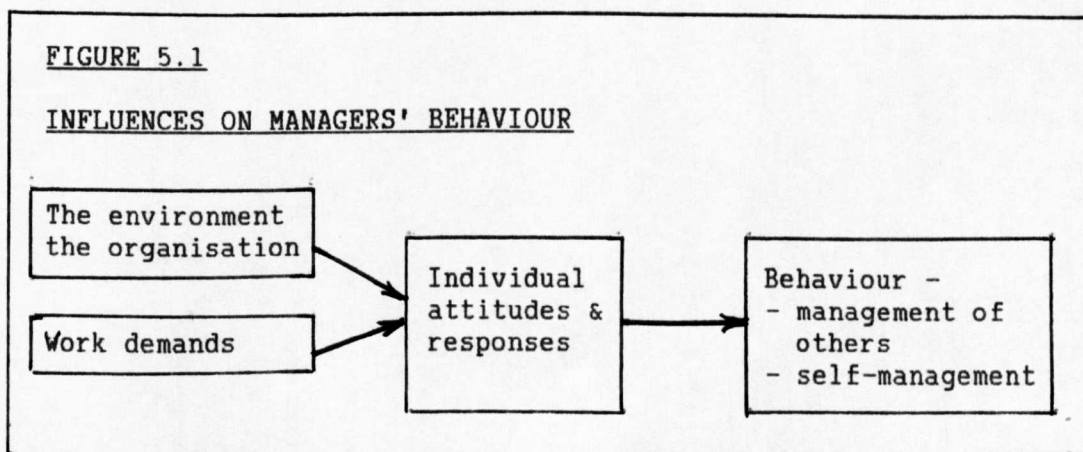 FIGURE 5.1
INFLUENCES ON MANAGERS' BEHAVIOUR
The environment
the organisation
Work demands
Individual
attitudes &
responses
Behaviour -
- management of
others
- self-management